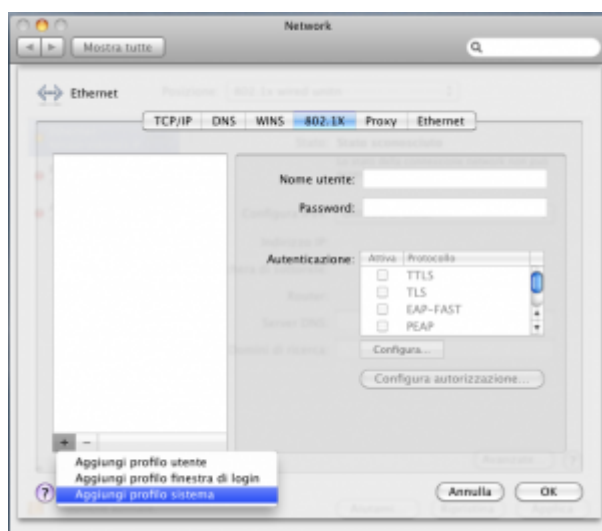 Network
Mostra tutte
Ethernet
TCP/IP DNS WINS 802.1X Proxy Ethernet
Nome utente:
Password:
Autenticazione:
Attiva Protocollo
TTLS
TLS
EAP-FAST
PEAP
Configura...
Configura autorizzazione...
+ −
Aggiungi profilo utente
Aggiungi profilo finestra di login
Aggiungi profilo sistema
?
Annulla OK